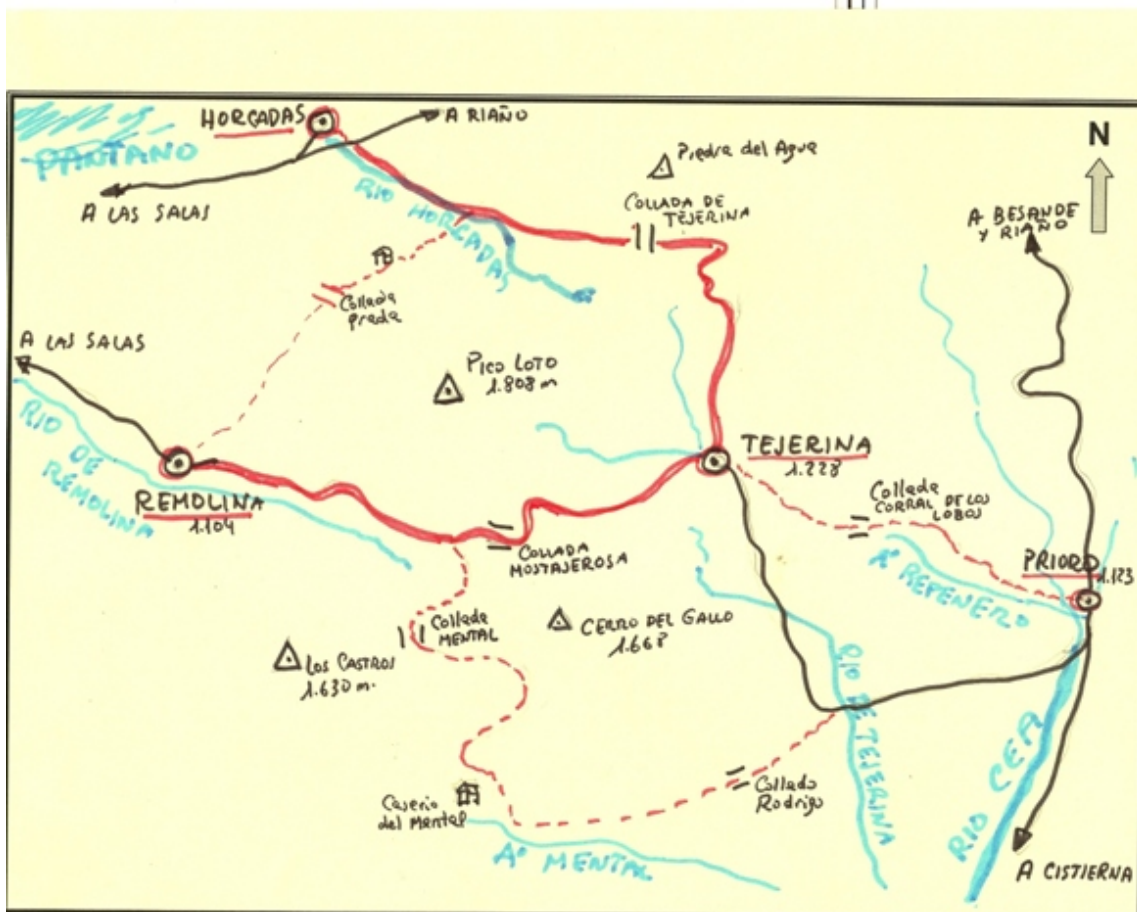 HORCADAS
A RIAÑO
PANTANO
A LAS SALAS
RIO HORCADAS
Piedra del Agua
COLLADA DE
TEJERINA
N
A BESANDE
y RIAÑO
Collada
Prada
A LAS SALAS
PICO LOTO
1.808 m
RIO DE
REMOLINA
REMOLINA
1.104
TEJERINA
1.228
Collada
CORRAL DE LOS
LOBOS
COLLADA
MOSTAJEROSA
PRIORO
1.123
Aº REPENERO
Collada
MENTAL
CERRO DEL GALLO
1.668
LOS CASTROS
1.630 m.
RIO DE TEJERINA
RIO CEA
Collado
Rodrigo
Caserio
del Mental
Aº MENTAL
A CISTIERNA